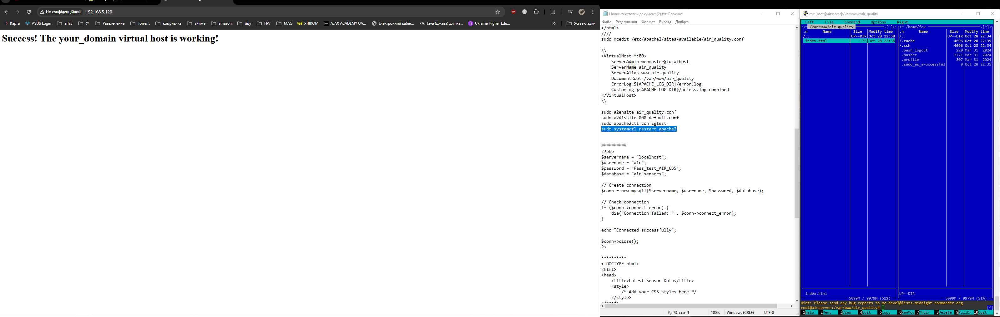 Не конфіденційний 192.168.5.120
Карта ASUS Login arhiv @ Развлечение Torrent комуналка аниме amazon йцу FPV MAG УНІКОМ AJAX ACADEMY UA... Електронний кабін... ch. Java (Джава) для на... Ukraine Higher Edu... » Усі закладки
Success! The your_domain virtual host is working!
Новий текстовий документ (2).txt: Блокнот
Файл Редагування Формат Вигляд Довідка
</html>
////
sudo mcedit /etc/apache2/sites-available/air_quality.conf
\\
<VirtualHost *:80>
ServerAdmin webmaster@localhost
ServerName air_quality
ServerAlias www.air_quality
DocumentRoot /var/www/air_quality
ErrorLog ${APACHE_LOG_DIR}/error.log
CustomLog ${APACHE_LOG_DIR}/access.log combined
</VirtualHost>
\\
sudo a2ensite air_quality.conf
sudo a2dissite 000-default.conf
sudo apache2ctl configtest
sudo systemctl restart apache2
**********
<?php
$servername = "localhost";
$username = "air";
$password = "Pass_test_AIR_635";
$database = "air_sensors";
// Create connection
$conn = new mysqli($servername, $username, $password, $database);
// Check connection
if ($conn->connect_error) {
die("Connection failed: " . $conn->connect_error);
}
echo "Connected successfully";
$conn->close();
?>
**********
<!DOCTYPE html>
<html>
<head>
<title>Latest Sensor Data</title>
<style>
/* Add your CSS styles here */
</style>
</head>
Рд 73, ствп 1 100% Windows (CRLF) UTF-8
mc [root@airserver]:/var/www/air_quality
Left File Command Options Right
<- /var/www/air_quality .[^]>
.n Name Size Modify time
/.. UP--DIR Oct 28 22:58
index.html 175 Oct 28 22:58
index.html
5099M / 9979M (51%)
<- /home/fox .[^]>
.n Name Size Modify time
/.. UP--DIR Oct 28 22:34
/.cache 4096 Oct 28 22:35
/.ssh 4096 Oct 28 22:34
.bash_logout 220 Mar 31 2024
.bashrc 3771 Mar 31 2024
.profile 807 Mar 31 2024
.sudo_as_a~uccessful 0 Oct 28 22:35
UP--DIR
5099M / 9979M (51%)
Hint: Please send any bug reports to mc-devel@lists.midnight-commander.org
root@airserver:/var/www/air_quality# [^]
1Help 2Menu 3View 4Edit 5Copy 6RenMov 7Mkdir 8Delete 9PullDn 10Quit